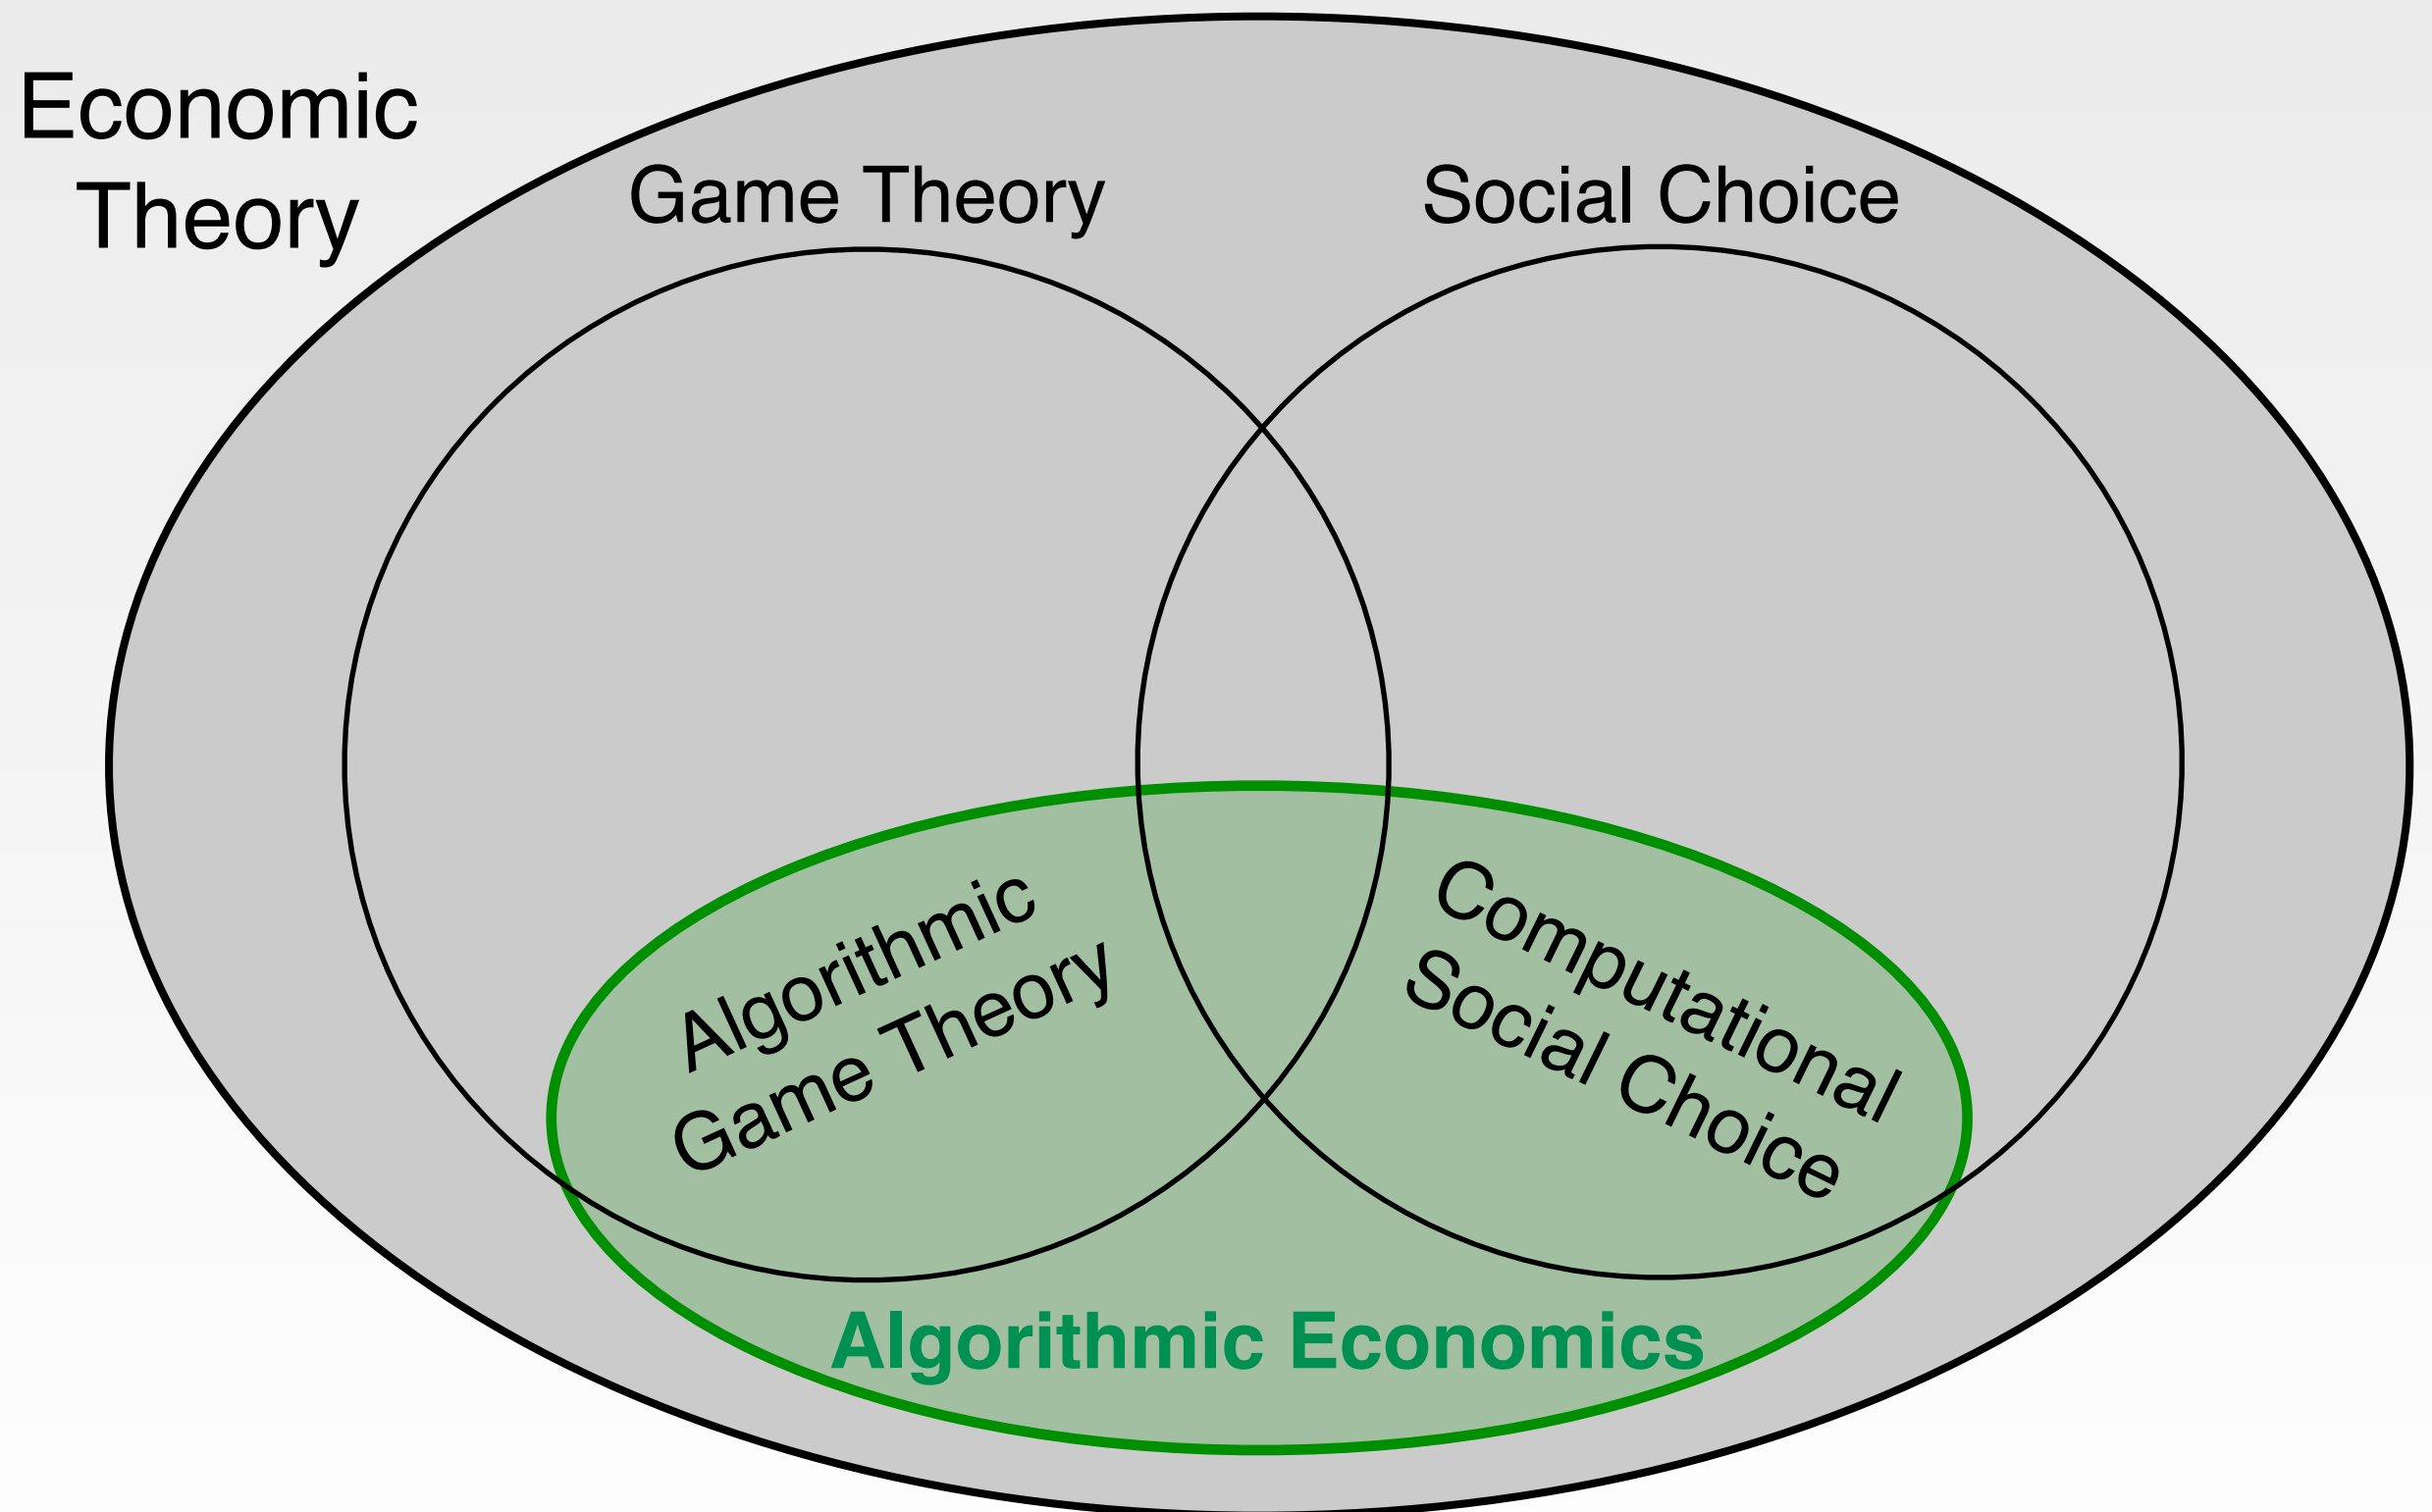 Economic
Theory
Game Theory
Social Choice
Algorithmic
Game Theory
Computational
Social Choice
Algorithmic Economics